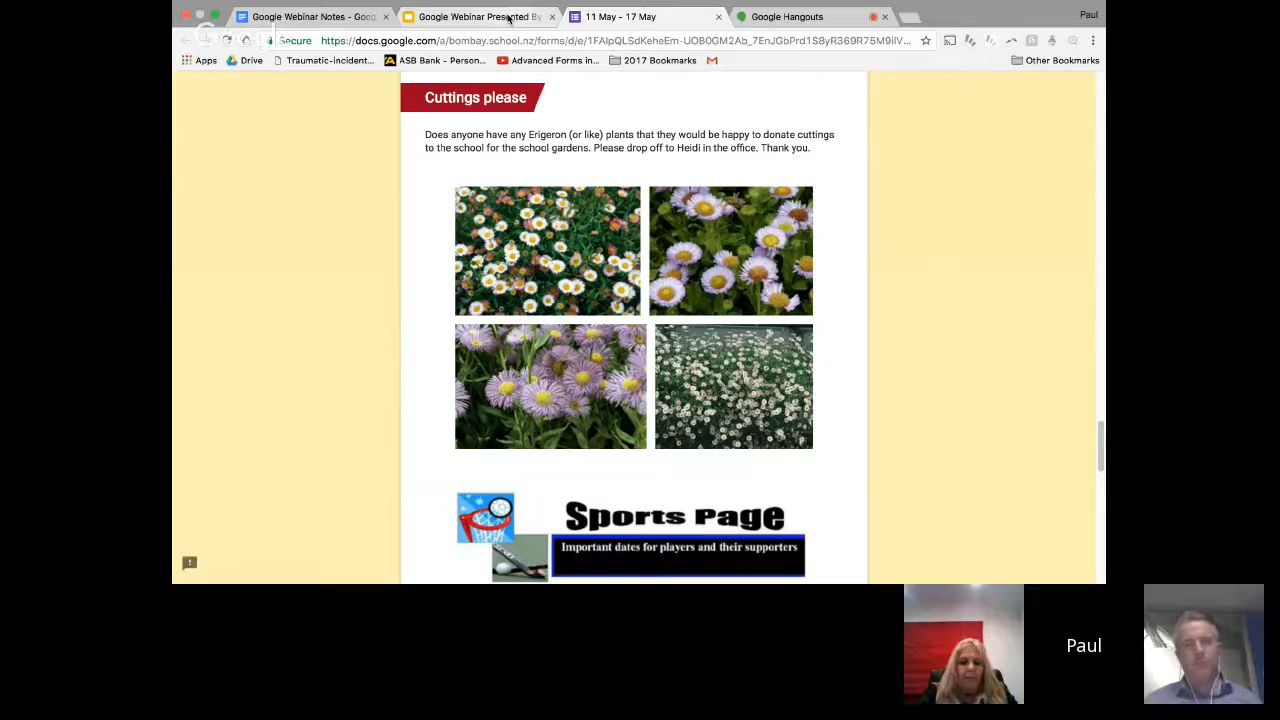 Google Webinar Notes - Goog
Google Webinar Presented By
11 May - 17 May
Google Hangouts
Paul
Secure
https://docs.google.com/a/bombay.school.nz/forms/d/e/1FAIpQLSdKeheEm-UOB0GM2Ab_7EnJGbPrd1S8yR369R75M9ilV...
Apps
Drive
Traumatic-incident...
ASB Bank - Person...
Advanced Forms in...
2017 Bookmarks
Other Bookmarks
Cuttings please
Does anyone have any Erigeron (or like) plants that they would be happy to donate cuttings
to the school for the school gardens. Please drop off to Heidi in the office. Thank you.
Sports Page
Important dates for players and their supporters
Paul